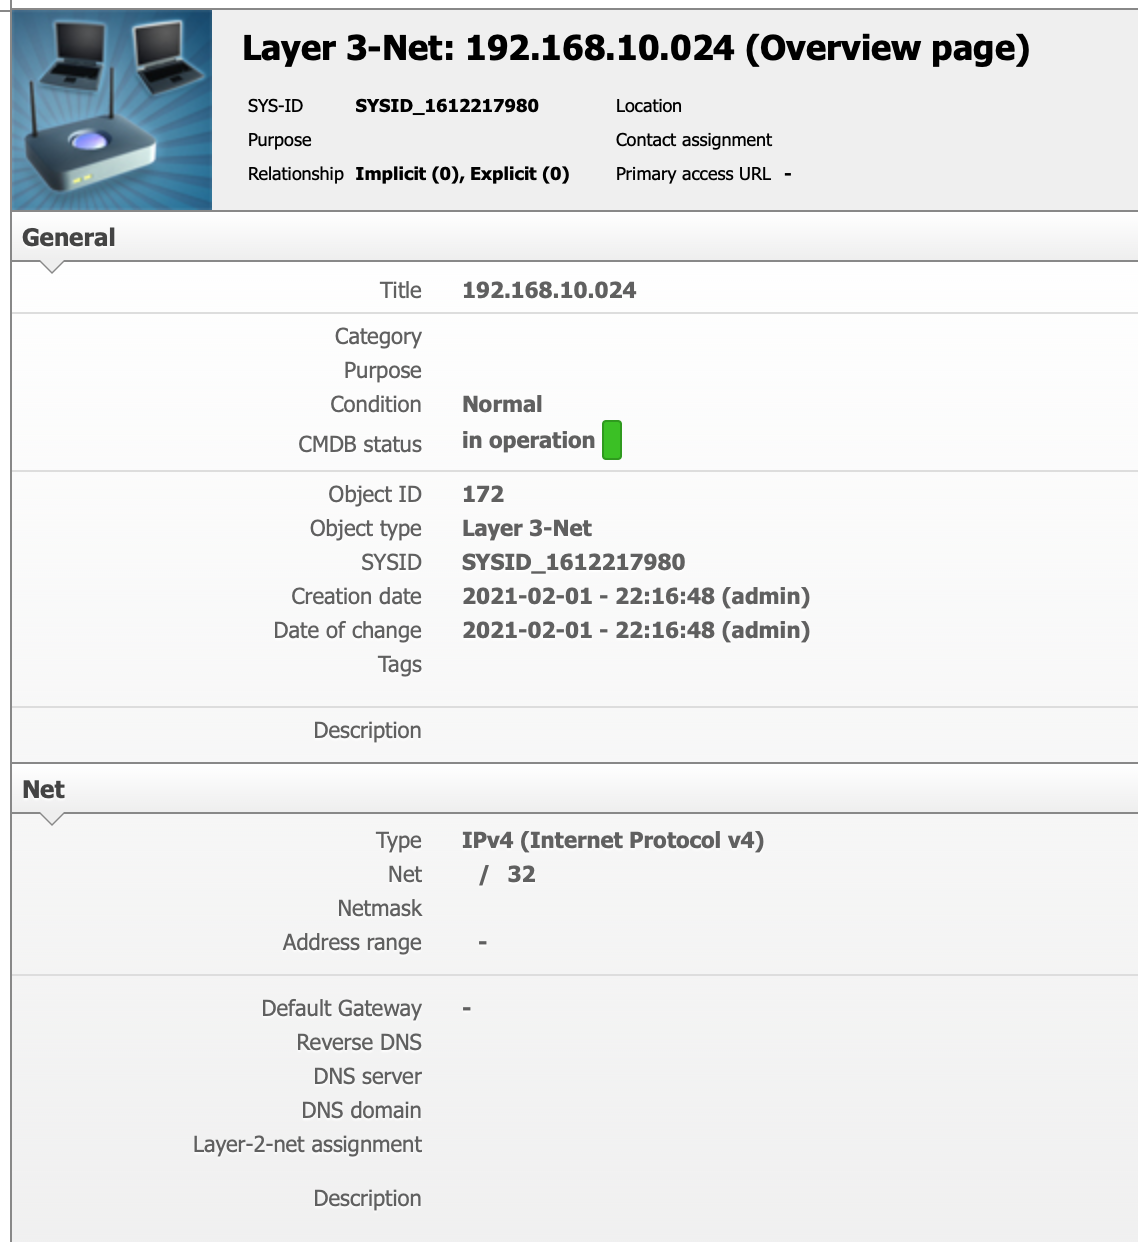 Layer 3-Net: 192.168.10.024 (Overview page)
SYS-ID SYSID_1612217980 Location
Purpose Contact assignment
Relationship Implicit (0), Explicit (0) Primary access URL -
General
Title 192.168.10.024
Category
Purpose
Condition Normal
CMDB status in operation
Object ID 172
Object type Layer 3-Net
SYSID SYSID_1612217980
Creation date 2021-02-01 - 22:16:48 (admin)
Date of change 2021-02-01 - 22:16:48 (admin)
Tags
Description
Net
Type IPv4 (Internet Protocol v4)
Net / 32
Netmask
Address range -
Default Gateway -
Reverse DNS
DNS server
DNS domain
Layer-2-net assignment
Description